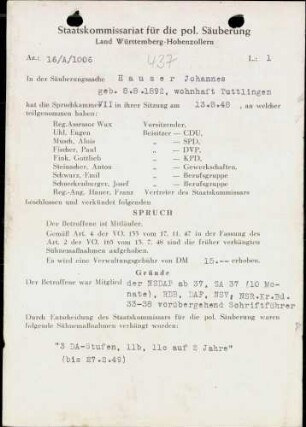 Staatskommissariat für die pol. Säuberung
Land Württemberg-Hohenzollern
Az.: 16/A/1006
437
L.: 1
In der Säuberungssache Hauser Johannes
geb. 8.9.1892, wohnhaft Tuttlingen
hat die Spruchkammer VII in ihrer Sitzung am 13.8.48, an welcher
teilgenommen haben:
Reg.Assessor Wux Vorsitzender,
Uhl, Eugen Beisitzer — CDU,
Muth, Alois „ — SPD,
Fischer, Paul „ — DVP,
Fink, Gottlieb „ — KPD,
Steinander, Anton „ — Gewerkschaften,
Schwarz, Emil „ — Berufsgruppe
Schneckenburger, Josef „ — Berufsgruppe
Reg-Ang. Hauer, Franz Vertreter des Staatskommissars
beschlossen und verkündet folgenden
SPRUCH
Der Betroffene ist Mitläufer.
Gemäß Art. 4 der VO. 133 vom 17. 11. 47 in der Fassung des
Art. 2 der VO. 165 vom 13. 7. 48 sind die früher verhängten
Sühnemaßnahmen aufgehoben.
Es wird eine Verwaltungsgebühr von DM 15.-- erhoben.
Gründe
Der Betroffene war Mitglied der NSDAP ab 37, SA 37 (10 Mo-
nate), RDB, DAF, NSV, NSR.Kr.Bd.
33-38 vorübergehend Schriftführer
Durch Entscheidung des Staatskommissars für die pol. Säuberung waren
folgende Sühnemaßnahmen verhängt worden:
"3 DA-Stufen, 11b, 11c auf 2 Jahre"
(bis 27.2.49)